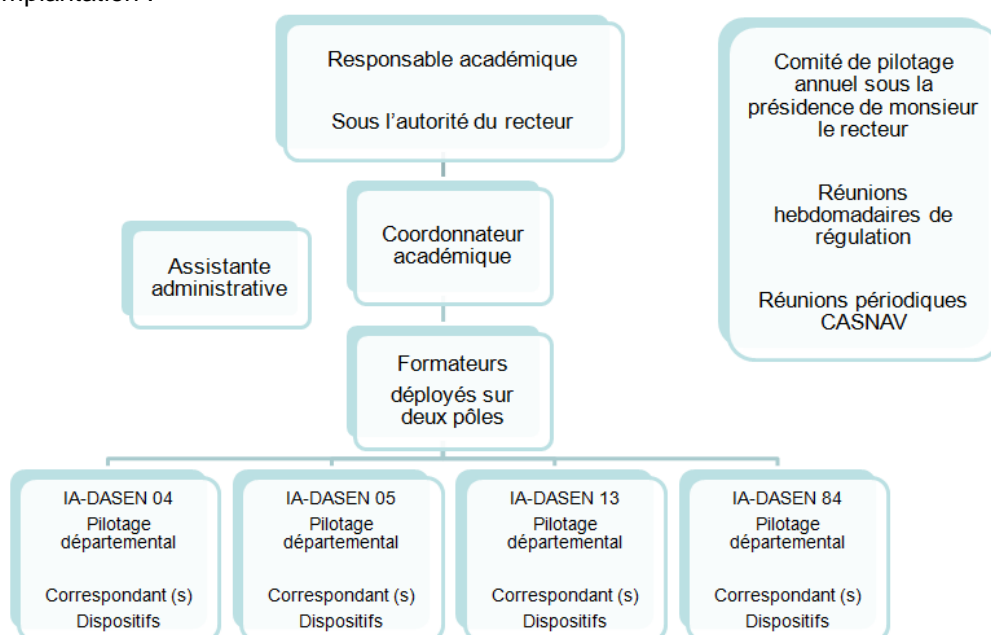 Responsable académique
Sous l'autorité du recteur
Comité de pilotage
annuel sous la
présidence de monsieur
le recteur
Réunions
hebdomadaires de
régulation
Réunions périodiques
CASNAV
Coordonnateur
académique
Assistante
administrative
Formateurs
déployés sur
deux pôles
IA-DASEN 04
Pilotage
départemental
Correspondant (s)
Dispositifs
IA-DASEN 05
Pilotage
départemental
Correspondant (s)
Dispositifs
IA-DASEN 13
Pilotage
départemental
Correspondant (s)
Dispositifs
IA-DASEN 84
Pilotage
départemental
Correspondant (s)
Dispositifs